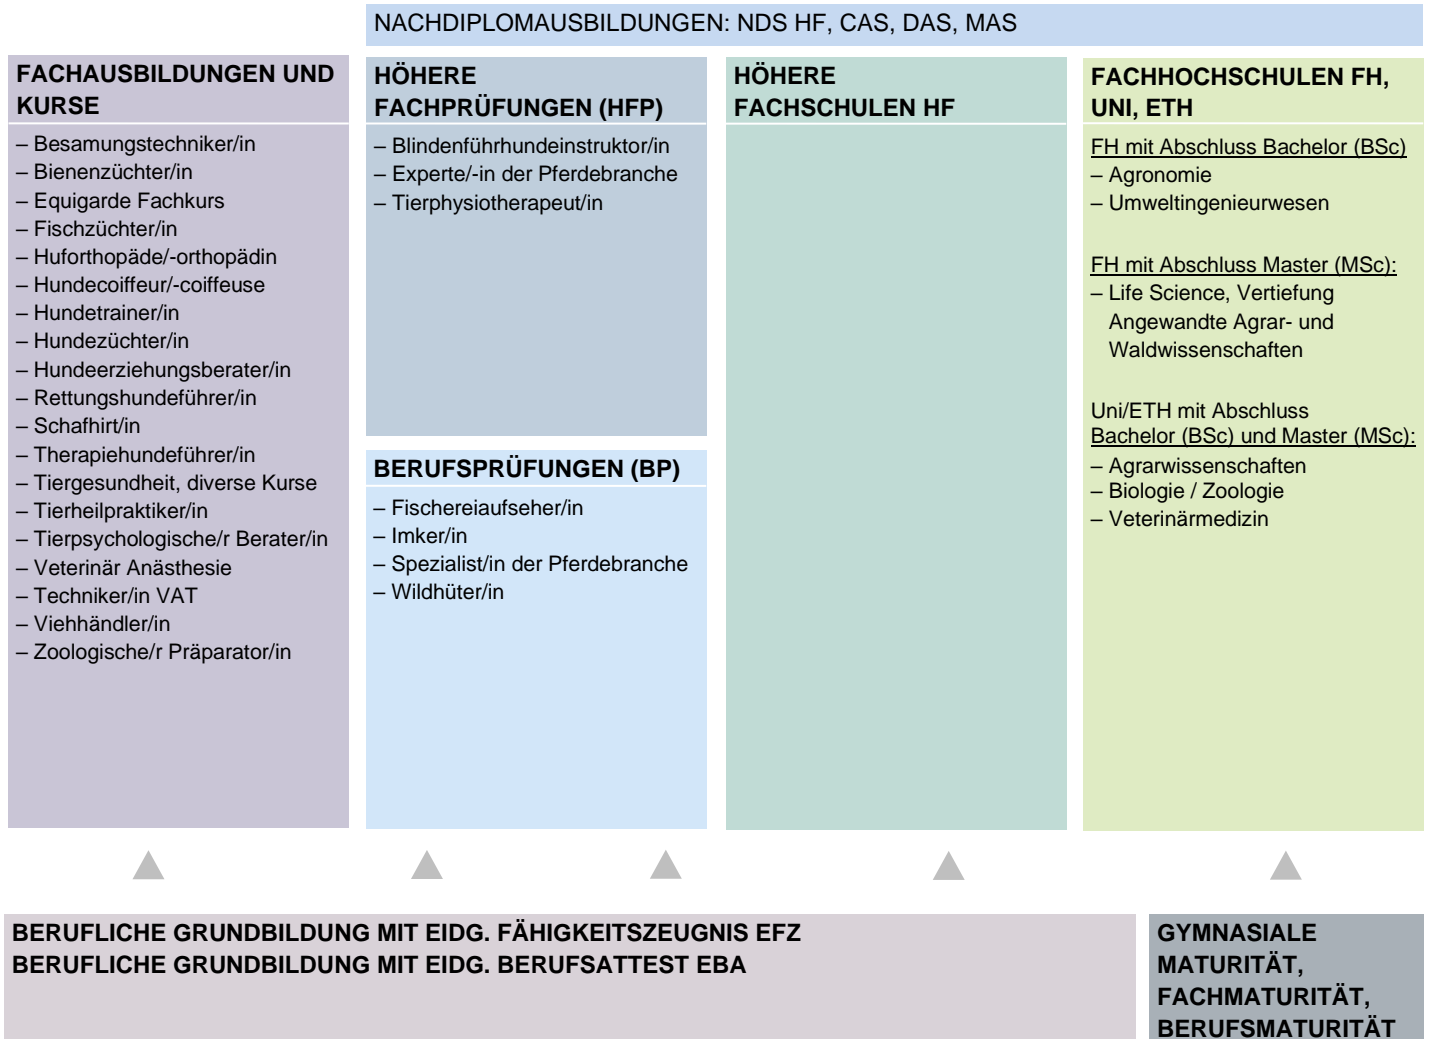 NACHDIPLOMAUSBILDUNGEN: NDS HF, CAS, DAS, MAS
FACHAUSBILDUNGEN UND
KURSE
– Besamungstechniker/in
– Bienenzüchter/in
– Equigarde Fachkurs
– Fischzüchter/in
– Huforthopäde/-orthopädin
– Hundecoiffeur/-coiffeuse
– Hundetrainer/in
– Hundezüchter/in
– Hundeerziehungsberater/in
– Rettungshundeführer/in
– Schafhirt/in
– Therapiehundeführer/in
– Tiergesundheit, diverse Kurse
– Tierheilpraktiker/in
– Tierpsychologische/r Berater/in
– Veterinär Anästhesie
– Techniker/in VAT
– Viehhändler/in
– Zoologische/r Präparator/in
HÖHERE
FACHPRÜFUNGEN (HFP)
– Blindenführhundeinstruktor/in
– Experte/-in der Pferdebranche
– Tierphysiotherapeut/in
BERUFSPRÜFUNGEN (BP)
– Fischereiaufseher/in
– Imker/in
– Spezialist/in der Pferdebranche
– Wildhüter/in
HÖHERE
FACHSCHULEN HF
FACHHOCHSCHULEN FH,
UNI, ETH
FH mit Abschluss Bachelor (BSc)
– Agronomie
– Umweltingenieurwesen
FH mit Abschluss Master (MSc):
– Life Science, Vertiefung
Angewandte Agrar- und
Waldwissenschaften
Uni/ETH mit Abschluss
Bachelor (BSc) und Master (MSc):
– Agrarwissenschaften
– Biologie / Zoologie
– Veterinärmedizin
BERUFLICHE GRUNDBILDUNG MIT EIDG. FÄHIGKEITSZEUGNIS EFZ
BERUFLICHE GRUNDBILDUNG MIT EIDG. BERUFSATTEST EBA
GYMNASIALE
MATURITÄT,
FACHMATURITÄT,
BERUFSMATURITÄT